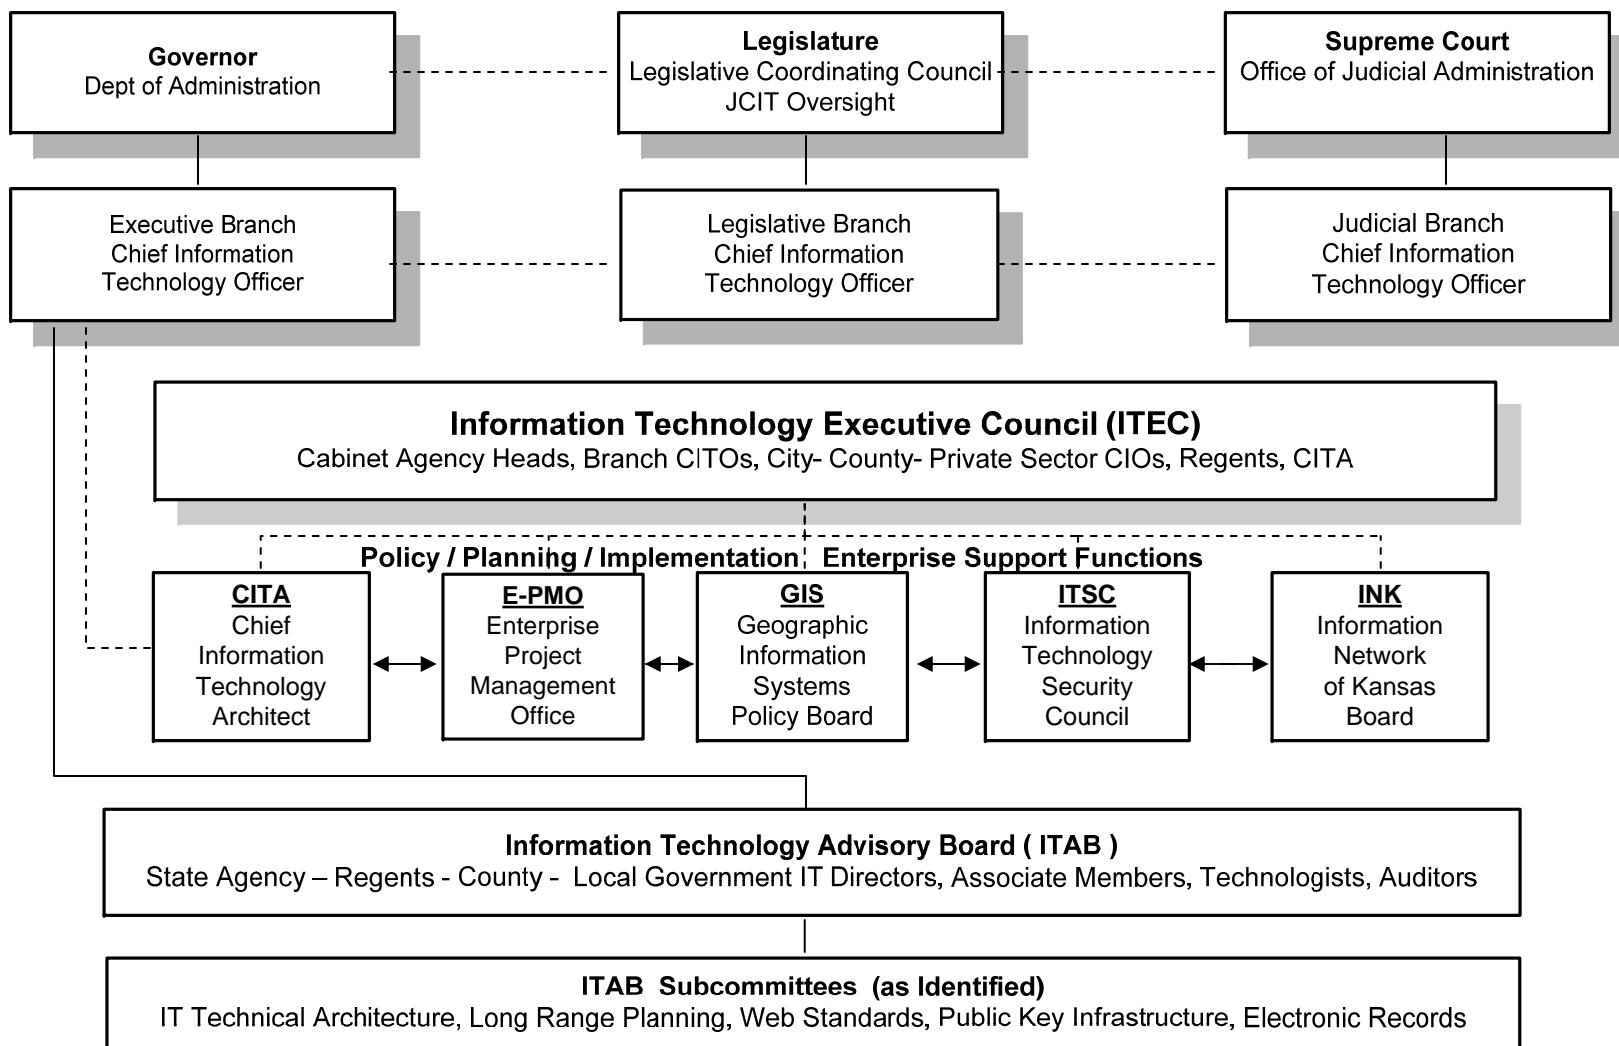 Governor
Dept of Administration
Legislature
Legislative Coordinating Council
JCIT Oversight
Supreme Court
Office of Judicial Administration
Executive Branch
Chief Information
Technology Officer
Legislative Branch
Chief Information
Technology Officer
Judicial Branch
Chief Information
Technology Officer
Information Technology Executive Council (ITEC)
Cabinet Agency Heads, Branch CITOs, City- County- Private Sector CIOs, Regents, CITA
Policy / Planning / Implementation Enterprise Support Functions
CITA
Chief
Information
Technology
Architect
E-PMO
Enterprise
Project
Management
Office
GIS
Geographic
Information
Systems
Policy Board
ITSC
Information
Technology
Security
Council
INK
Information
Network
of Kansas
Board
Information Technology Advisory Board ( ITAB )
State Agency – Regents - County - Local Government IT Directors, Associate Members, Technologists, Auditors
ITAB Subcommittees (as Identified)
IT Technical Architecture, Long Range Planning, Web Standards, Public Key Infrastructure, Electronic Records